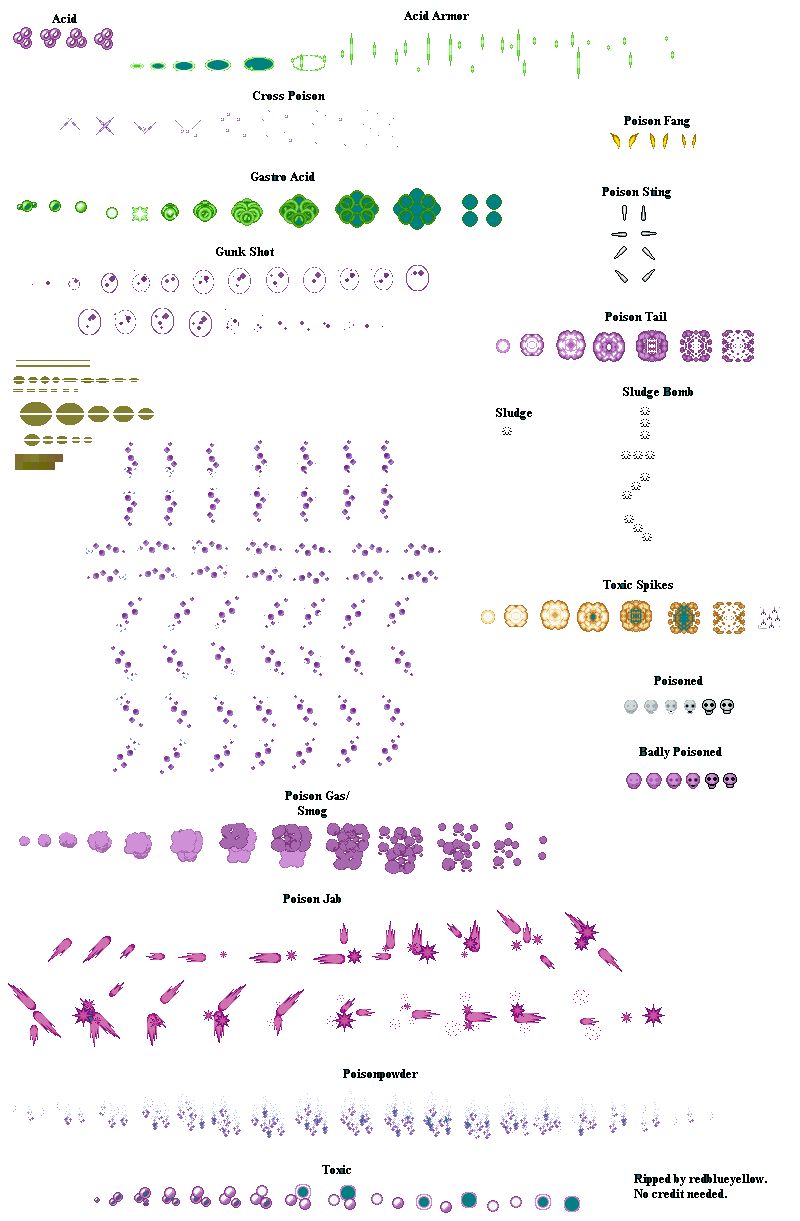 Acid
Acid Armor
Cross Poison
Poison Fang
Gastro Acid
Poison Sting
Gunk Shot
Poison Tail
Sludge Bomb
Sludge
Toxic Spikes
Poisoned
Badly Poisoned
Poison Gas/
Smog
Poison Jab
Poisonpowder
Toxic
Ripped by redblueyellow.
No credit needed.